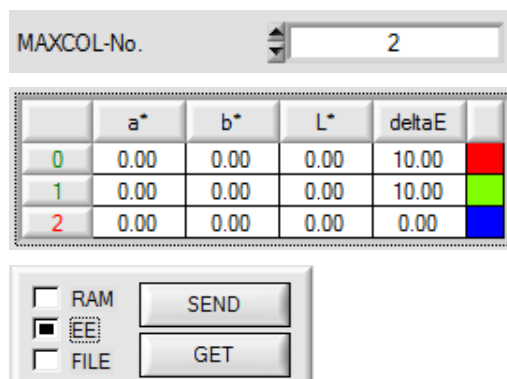 MAXCOL-No. 2
a* b* L* deltaE
0 0.00 0.00 0.00 10.00
1 0.00 0.00 0.00 10.00
2 0.00 0.00 0.00 0.00
RAM SEND
EE
FILE GET